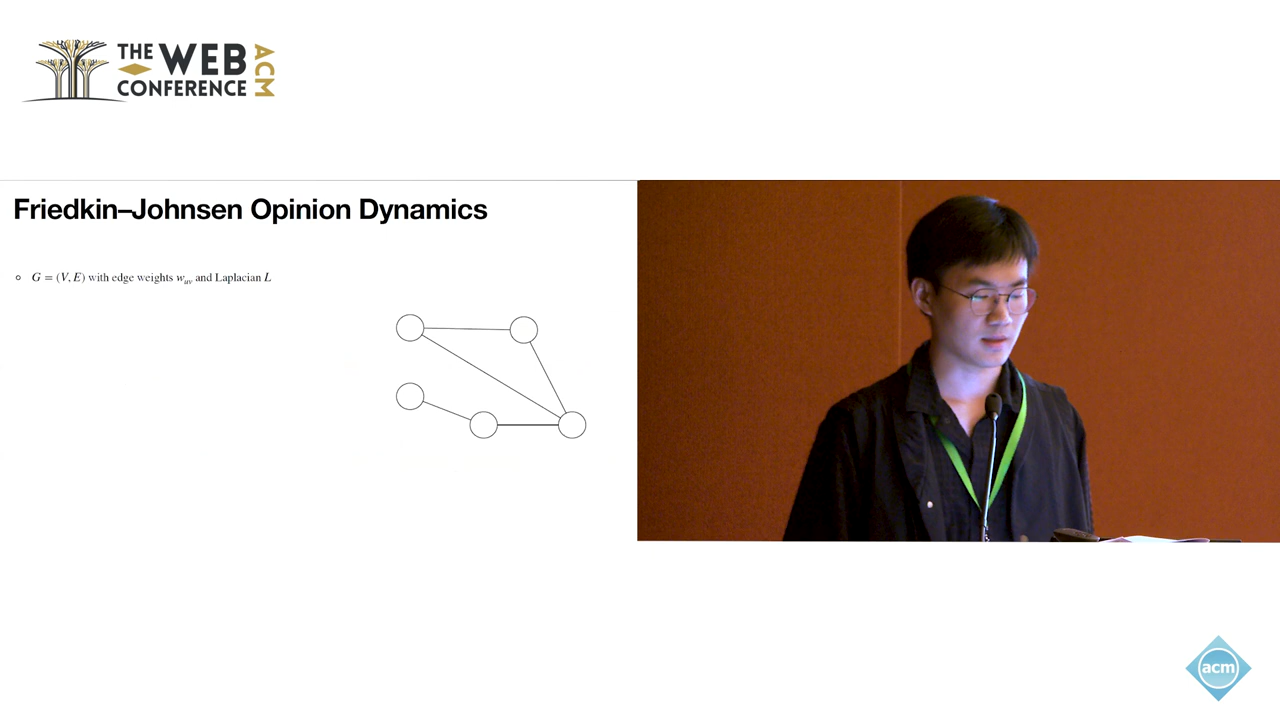 THE WEB
CONFERENCE
ACM
Friedkin–Johnsen Opinion Dynamics
G = (V, E) with edge weights w_uv and Laplacian L
acm